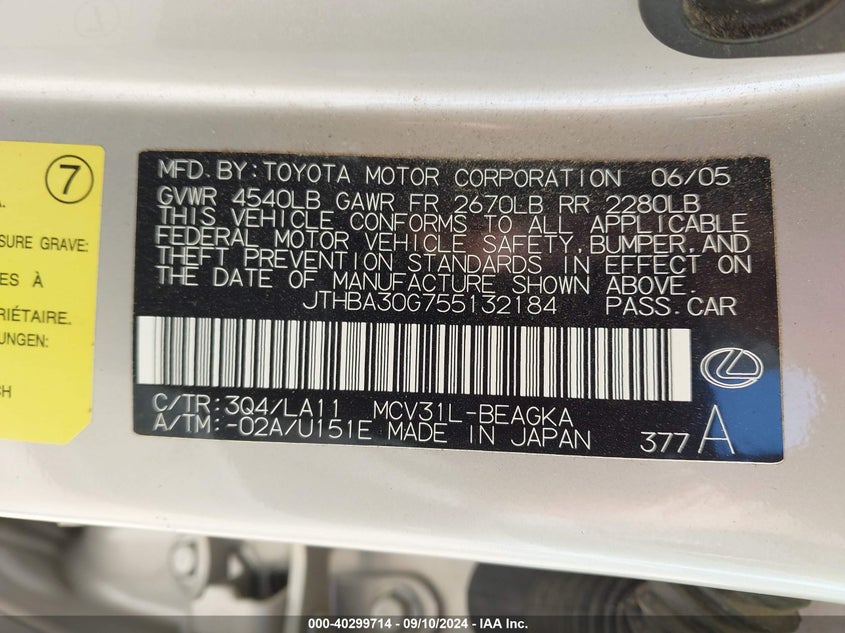 7
A.
SURE GRAVE:
ES À
RIÉTAIRE.
UNGEN:
SH
MFD.BY:TOYOTA MOTOR CORPORATION 06/05
GVWR 4540LB GAWR FR 2670LB RR 2280LB
THIS VEHICLE CONFORMS TO ALL APPLICABLE
FEDERAL MOTOR VEHICLE SAFETY,BUMPER,AND
THEFT PREVENTION STANDARDS IN EFFECT ON
THE DATE OF MANUFACTURE SHOWN ABOVE.
JTHBA30G755132184 PASS.CAR
C/TR:3Q4/LA11 MCV31L-BEAGKA
A/TM:-02A/U151E MADE IN JAPAN 377 A
000-40299714 - 09/10/2024 - IAA Inc.